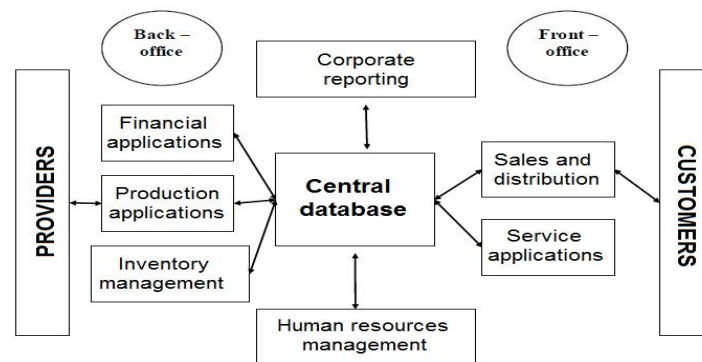 Back –
office
Front –
office
Corporate
reporting
PROVIDERS
Financial
applications
Production
applications
Inventory
management
Central
database
Sales and
distribution
Service
applications
CUSTOMERS
Human resources
management